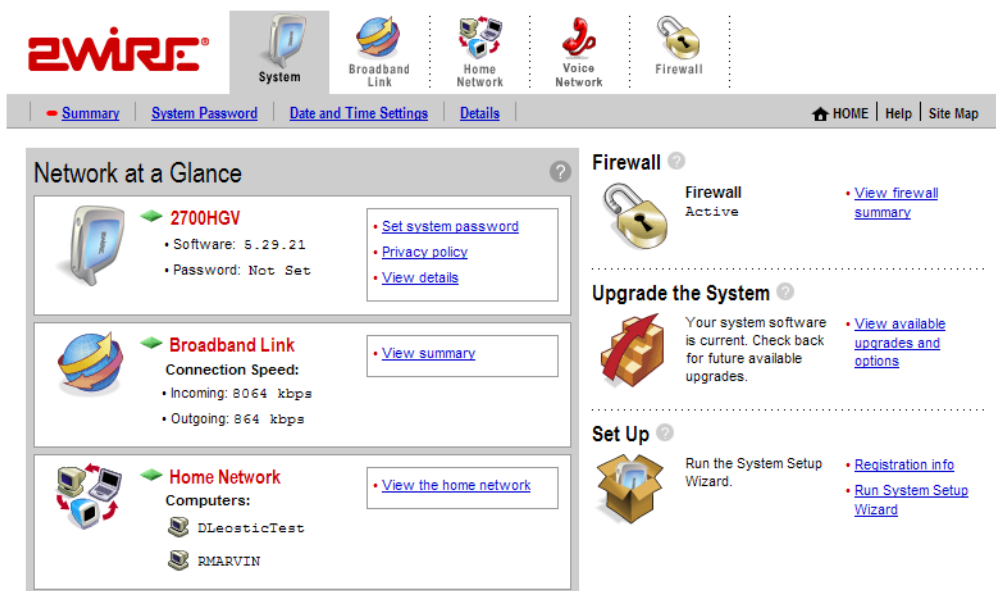 2WIRE®
System
Broadband
Link
Home
Network
Voice
Network
Firewall
Summary
System Password
Date and Time Settings
Details
HOME
Help
Site Map
Network at a Glance
?
2700HGV
• Software: 5.29.21
• Password: Not Set
• Set system password
• Privacy policy
• View details
Broadband Link
Connection Speed:
• Incoming: 8064 kbps
• Outgoing: 864 kbps
• View summary
Home Network
Computers:
DLeosticTest
RMARVIN
• View the home network
Firewall ?
Firewall
Active
• View firewall
summary
Upgrade the System ?
Your system software
is current. Check back
for future available
upgrades.
• View available
upgrades and
options
Set Up ?
Run the System Setup
Wizard.
• Registration info
• Run System Setup
Wizard